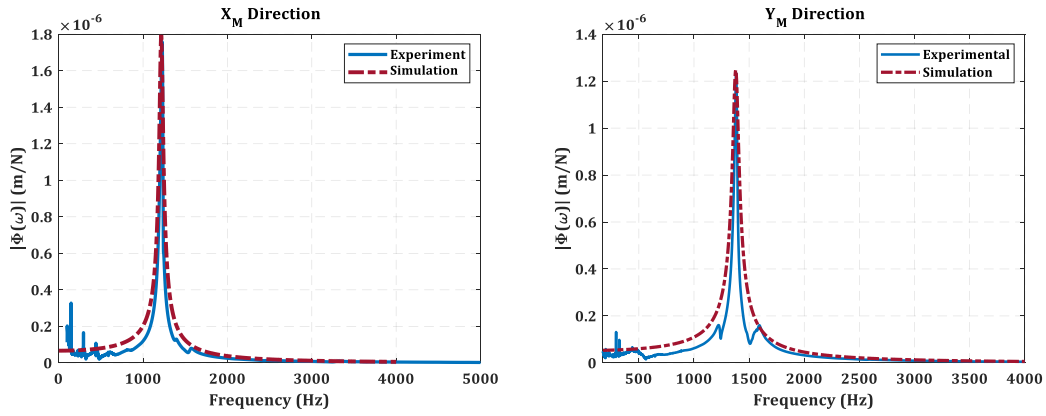 X_M Direction
×10^-6
1.8
1.6
1.4
1.2
1
0.8
0.6
0.4
0.2
0
|Φ(ω)| (m/N)
Experiment
Simulation
0 1000 2000 3000 4000 5000
Frequency (Hz)
Y_M Direction
×10^-6
1.4
1.2
1
0.8
0.6
0.4
0.2
0
|Φ(ω)| (m/N)
Experimental
Simulation
500 1000 1500 2000 2500 3000 3500 4000
Frequency (Hz)